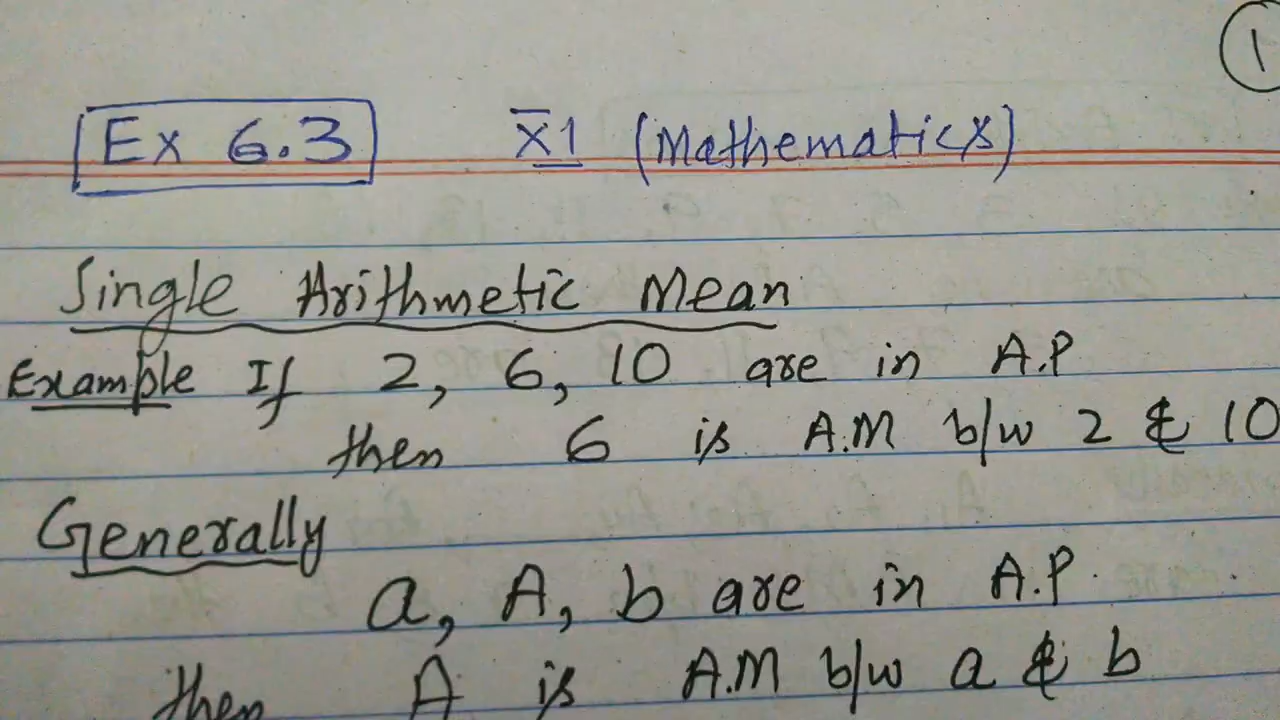 1
Ex 6.3 X1 (Mathematics)
Single Arithmetic Mean
Example If 2, 6, 10 are in A.P
then 6 is A.M b/w 2 & 10
Generally
a, A, b are in A.P.
then A is A.M b/w a & b